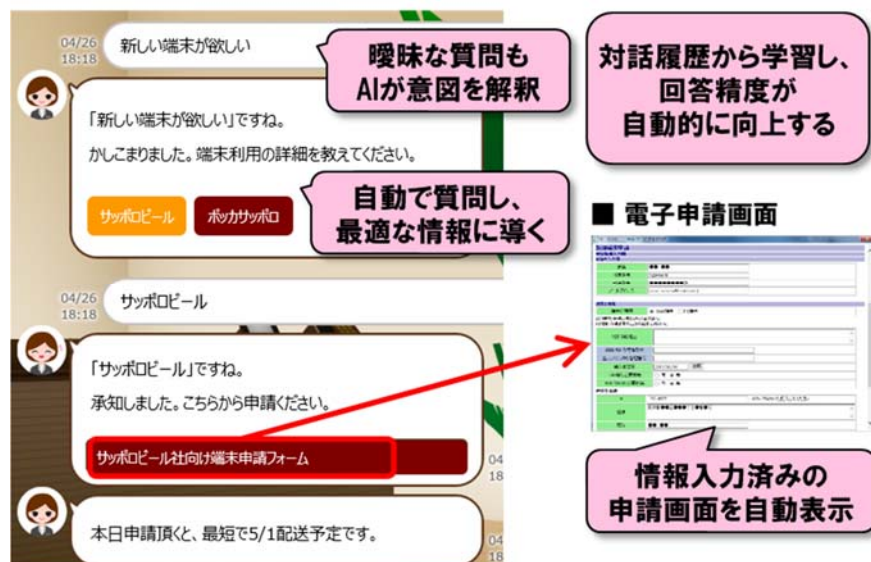 04/26
18:18
新しい端末が欲しい
曖昧な質問も
AIが意図を解釈
対話履歴から学習し、
回答精度が
自動的に向上する
「新しい端末が欲しい」ですね。
かしこまりました。端末利用の詳細を教えてください。
サッポロビール
ポッカサッポロ
自動で質問し、
最適な情報に導く
■ 電子申請画面
04/26
18:18
サッポロビール
「サッポロビール」ですね。
承知しました。こちらから申請ください。
サッポロビール社向け端末申請フォーム
04
18
情報入力済みの
申請画面を自動表示
本日申請頂くと、最短で5/1配送予定です。
04
18